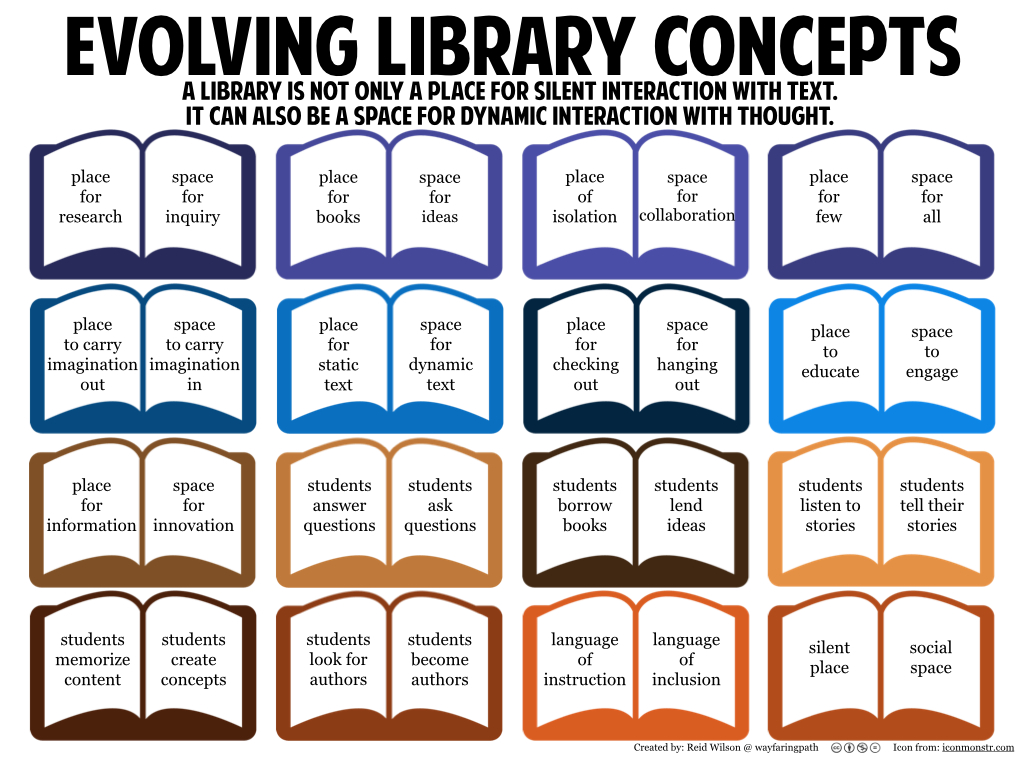 EVOLVING LIBRARY CONCEPTS
A LIBRARY IS NOT ONLY A PLACE FOR SILENT INTERACTION WITH TEXT.
IT CAN ALSO BE A SPACE FOR DYNAMIC INTERACTION WITH THOUGHT.
place
for
research
space
for
inquiry
place
for
books
space
for
ideas
place
of
isolation
space
for
collaboration
place
for
few
space
for
all
place
to carry
imagination
out
space
to carry
imagination
in
place
for
static
text
space
for
dynamic
text
place
for
checking
out
space
for
hanging
out
place
to
educate
space
to
engage
place
for
information
space
for
innovation
students
answer
questions
students
ask
questions
students
borrow
books
students
lend
ideas
students
listen to
stories
students
tell their
stories
students
memorize
content
students
create
concepts
students
look for
authors
students
become
authors
language
of
instruction
language
of
inclusion
silent
place
social
space
Created by: Reid Wilson @ wayfaringpath Icon from: iconmonstr.com